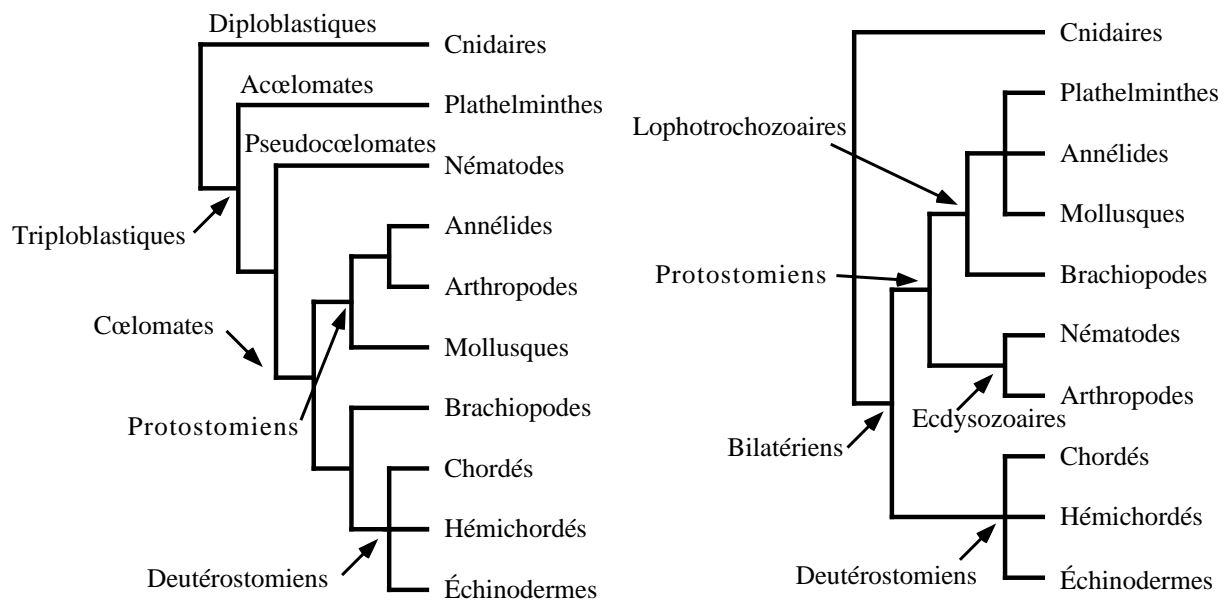 Diploblastiques
Cnidaires
Acœlomates
Plathelminthes
Pseudocœlomates
Nématodes
Triploblastiques
Annélides
Arthropodes
Cœlomates
Mollusques
Brachiopodes
Protostomiens
Chordés
Hémichordés
Deutérostomiens
Échinodermes
Cnidaires
Plathelminthes
Lophotrochozoaires
Annélides
Mollusques
Protostomiens
Brachiopodes
Nématodes
Arthropodes
Ecdysozoaires
Bilatériens
Chordés
Hémichordés
Deutérostomiens
Échinodermes